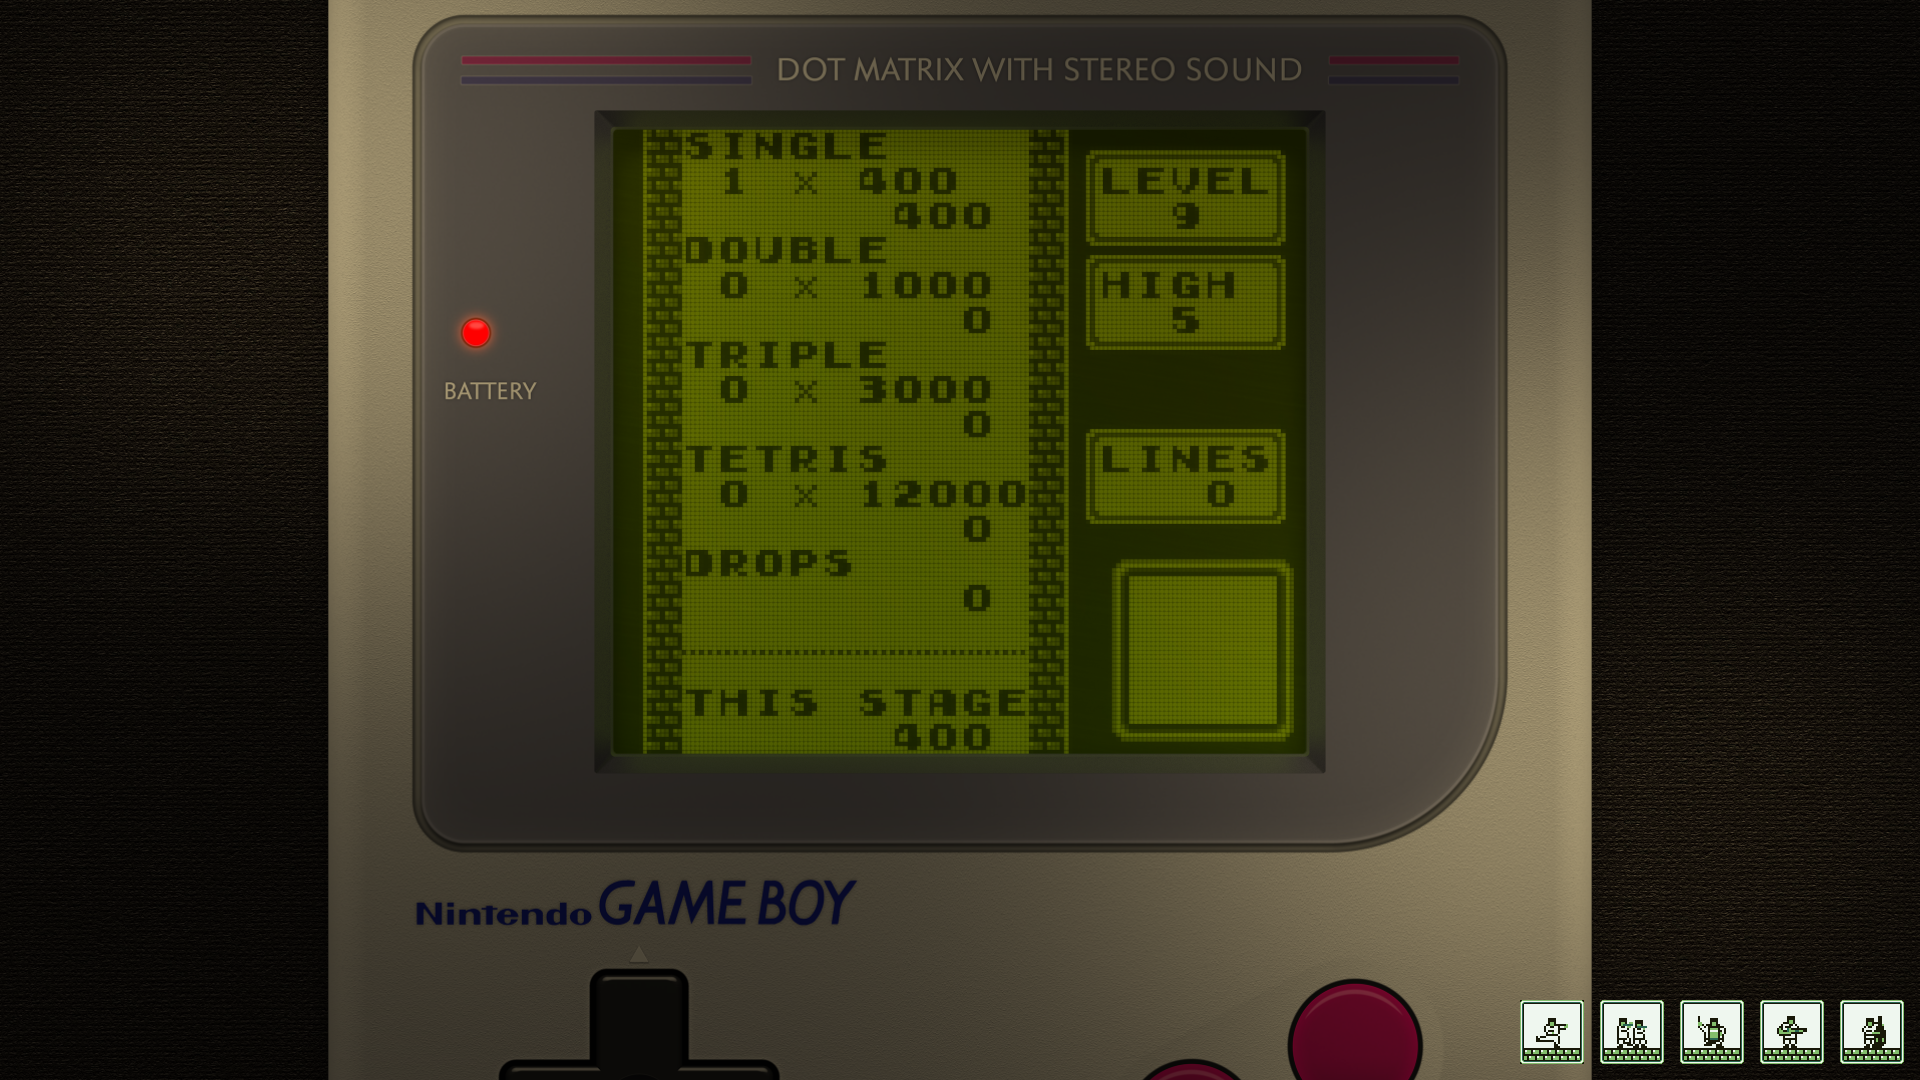 DOT MATRIX WITH STEREO SOUND
BATTERY
SINGLE
1 x 400
400
DOUBLE
0 x 1000
0
TRIPLE
0 x 3000
0
TETRIS
0 x 12000
0
DROPS
0
THIS STAGE
400
LEVEL
9
HIGH
5
LINES
0
Nintendo GAME BOY